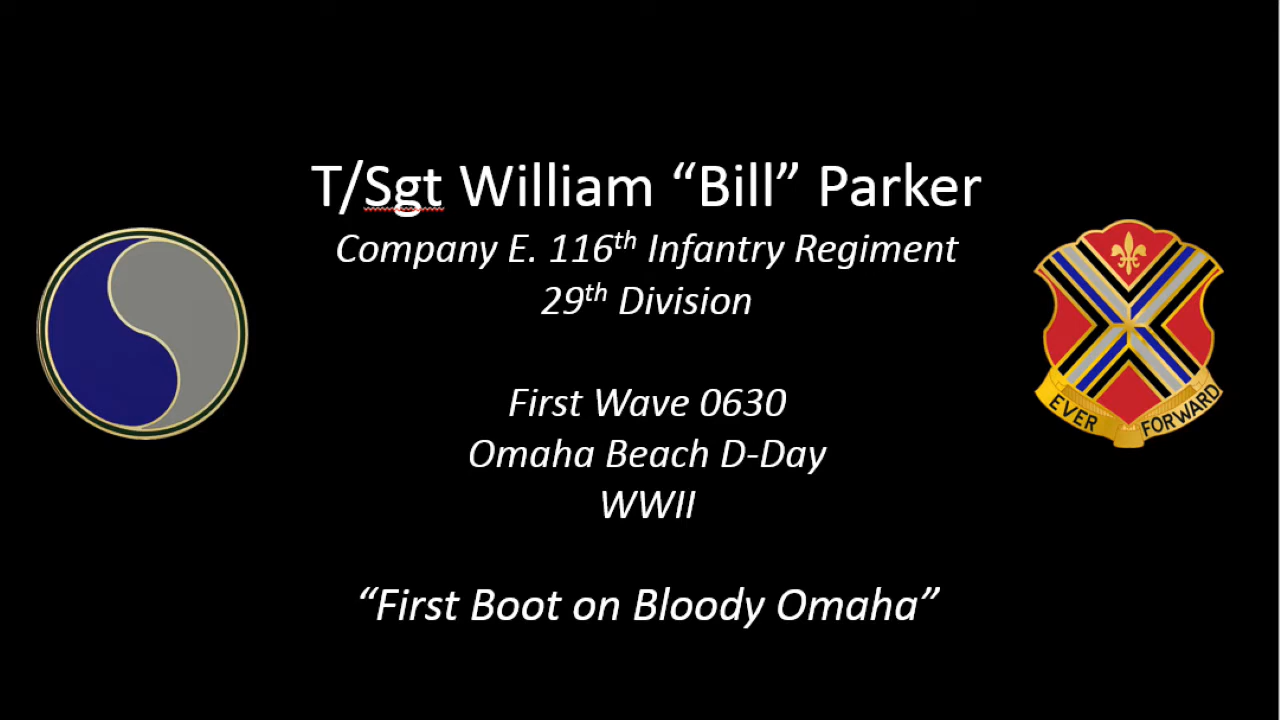 T/Sgt William “Bill” Parker
Company E. 116th Infantry Regiment
29th Division
First Wave 0630
Omaha Beach D-Day
WWII
“First Boot on Bloody Omaha”
EVER FORWARD